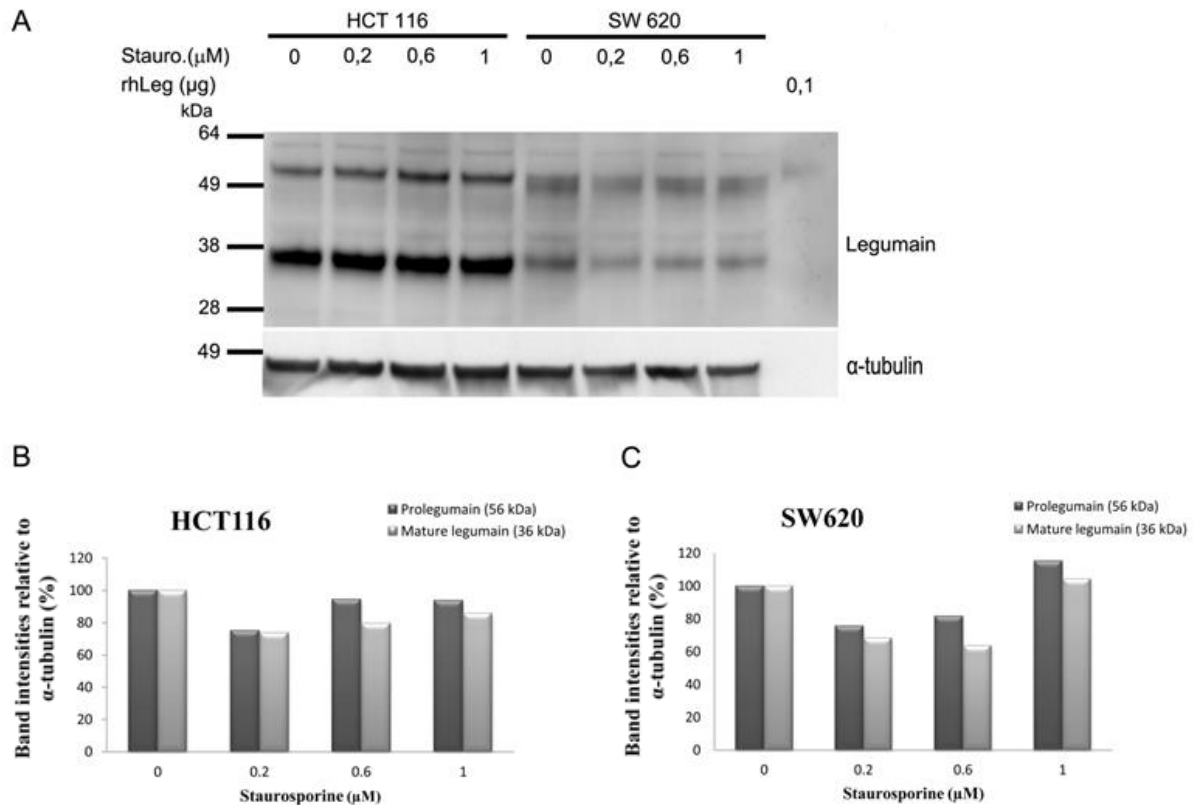 A
HCT 116 SW 620
Stauro.(µM) 0 0,2 0,6 1 0 0,2 0,6 1
rhLeg (µg) 0,1
kDa
64
49
38
Legumain
28
49
α-tubulin
B
HCT116
Prolegumain (56 kDa)
Mature legumain (36 kDa)
Band intensities relative to
α-tubulin (%)
120
100
80
60
40
20
0
0 0.2 0.6 1
Staurosporine (µM)
C
SW620
Prolegumain (56 kDa)
Mature legumain (36 kDa)
Band intensities relative to
α-tubulin (%)
120
100
80
60
40
20
0
0 0.2 0.6 1
Staurosporine (µM)